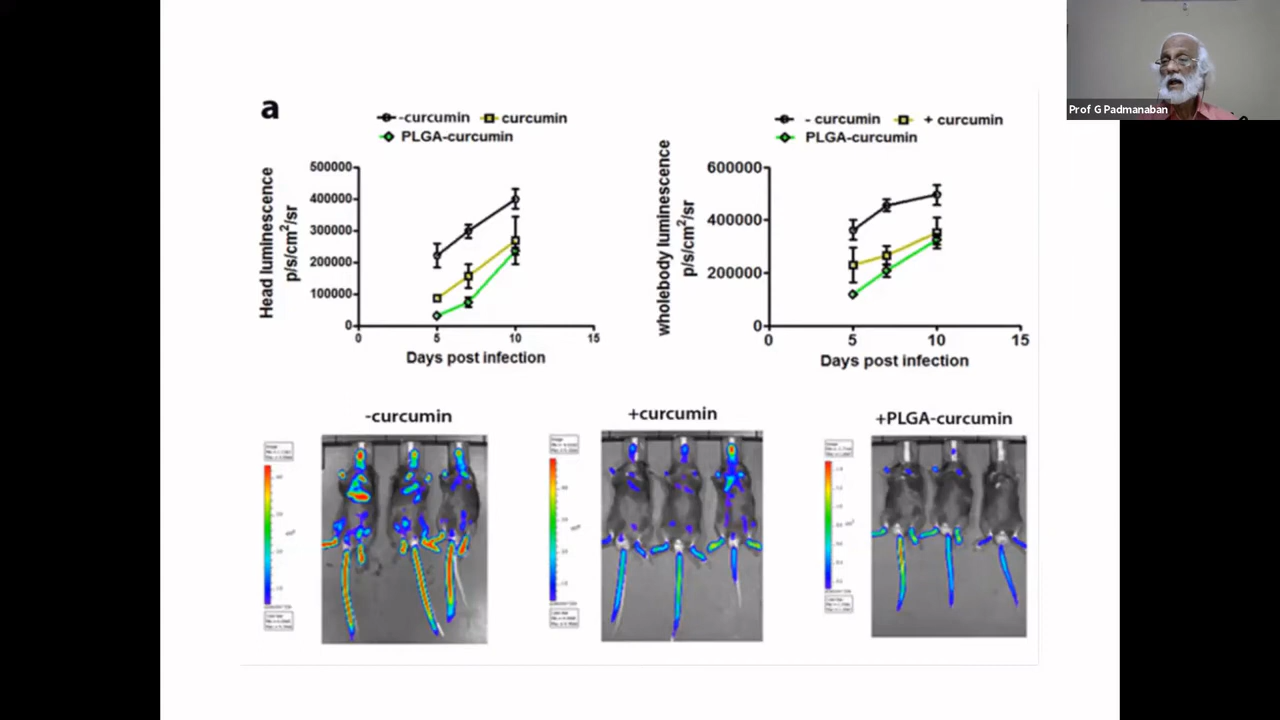 Prof G Padmanaban
a
-curcumin curcumin
PLGA-curcumin
Head luminescence
p/s/cm²/sr
500000
400000
300000
200000
100000
0
0 5 10 15
Days post infection
- curcumin + curcumin
PLGA-curcumin
wholebody luminescence
p/s/cm²/sr
600000
400000
200000
0
0 5 10 15
Days post infection
-curcumin
+curcumin
+PLGA-curcumin